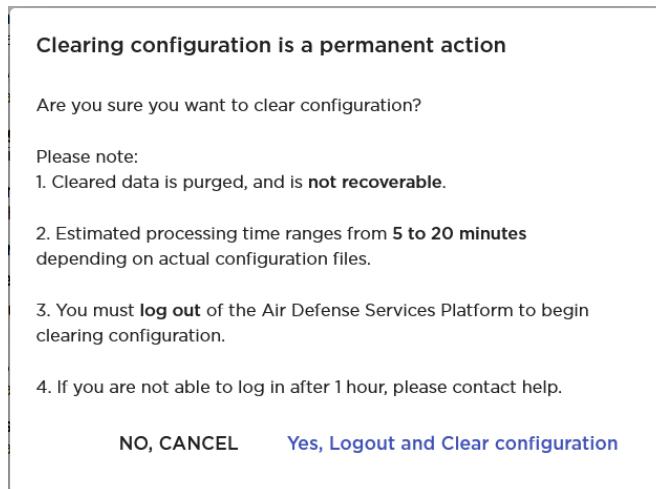 Clearing configuration is a permanent action
Are you sure you want to clear configuration?
Please note:
1. Cleared data is purged, and is not recoverable.
2. Estimated processing time ranges from 5 to 20 minutes
depending on actual configuration files.
3. You must log out of the Air Defense Services Platform to begin
clearing configuration.
4. If you are not able to log in after 1 hour, please contact help.
NO, CANCEL Yes, Logout and Clear configuration